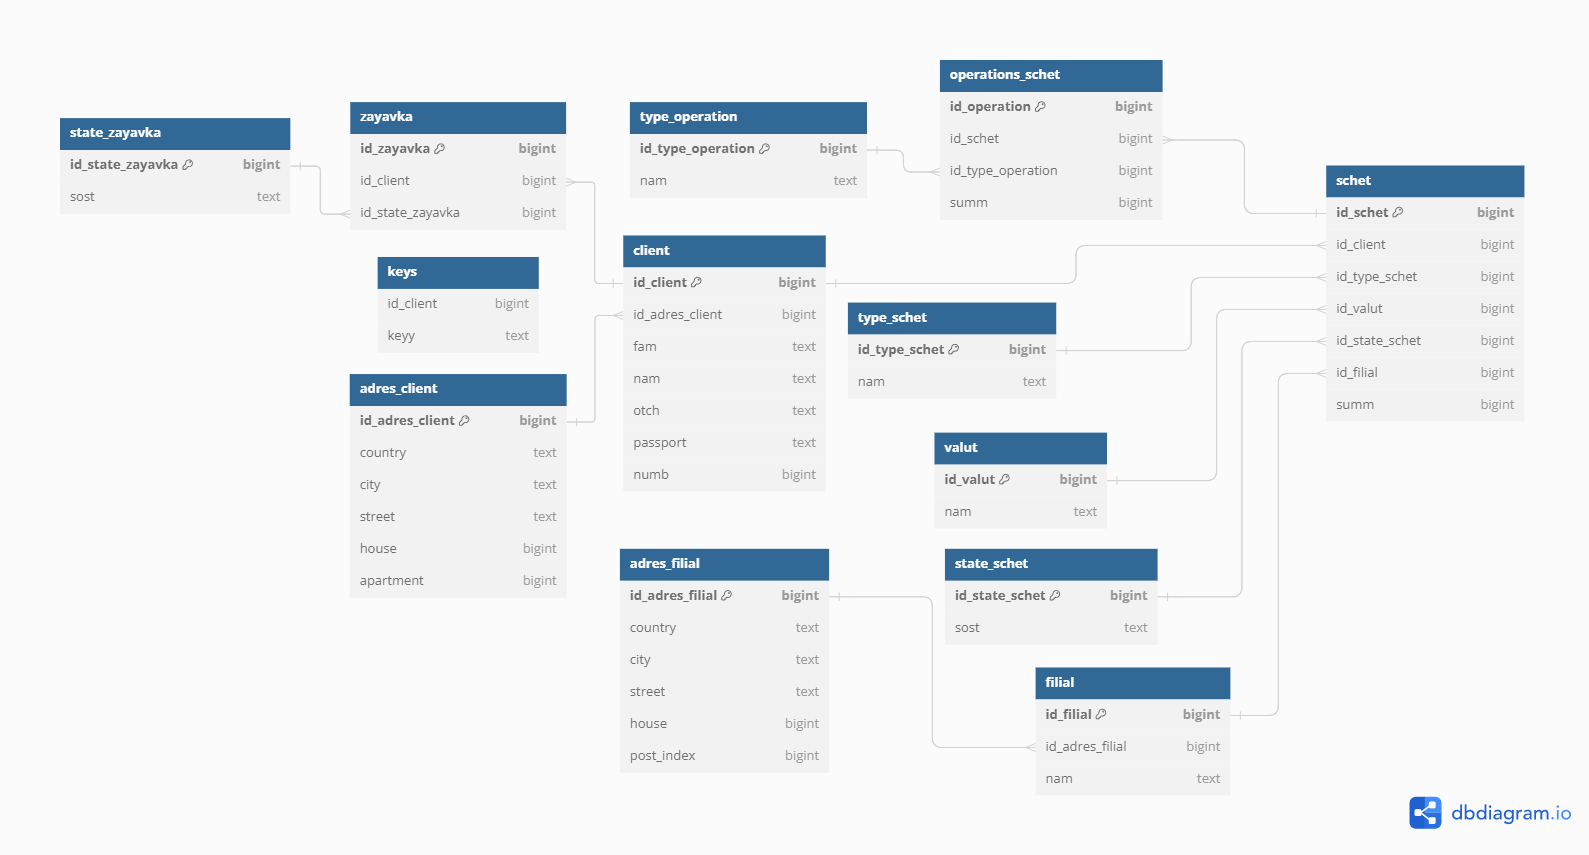 state_zayavka
id_state_zayavka bigint
sost text
zayavka
id_zayavka bigint
id_client bigint
id_state_zayavka bigint
type_operation
id_type_operation bigint
nam text
operations_schet
id_operation bigint
id_schet bigint
id_type_operation bigint
summ bigint
schet
id_schet bigint
id_client bigint
id_type_schet bigint
id_valut bigint
id_state_schet bigint
id_filial bigint
summ bigint
keys
id_client bigint
keyy text
client
id_client bigint
id_adres_client bigint
fam text
nam text
otch text
passport text
numb bigint
type_schet
id_type_schet bigint
nam text
adres_client
id_adres_client bigint
country text
city text
street text
house bigint
apartment bigint
valut
id_valut bigint
nam text
adres_filial
id_adres_filial bigint
country text
city text
street text
house bigint
post_index bigint
state_schet
id_state_schet bigint
sost text
filial
id_filial bigint
id_adres_filial bigint
nam text
dbdiagram.io